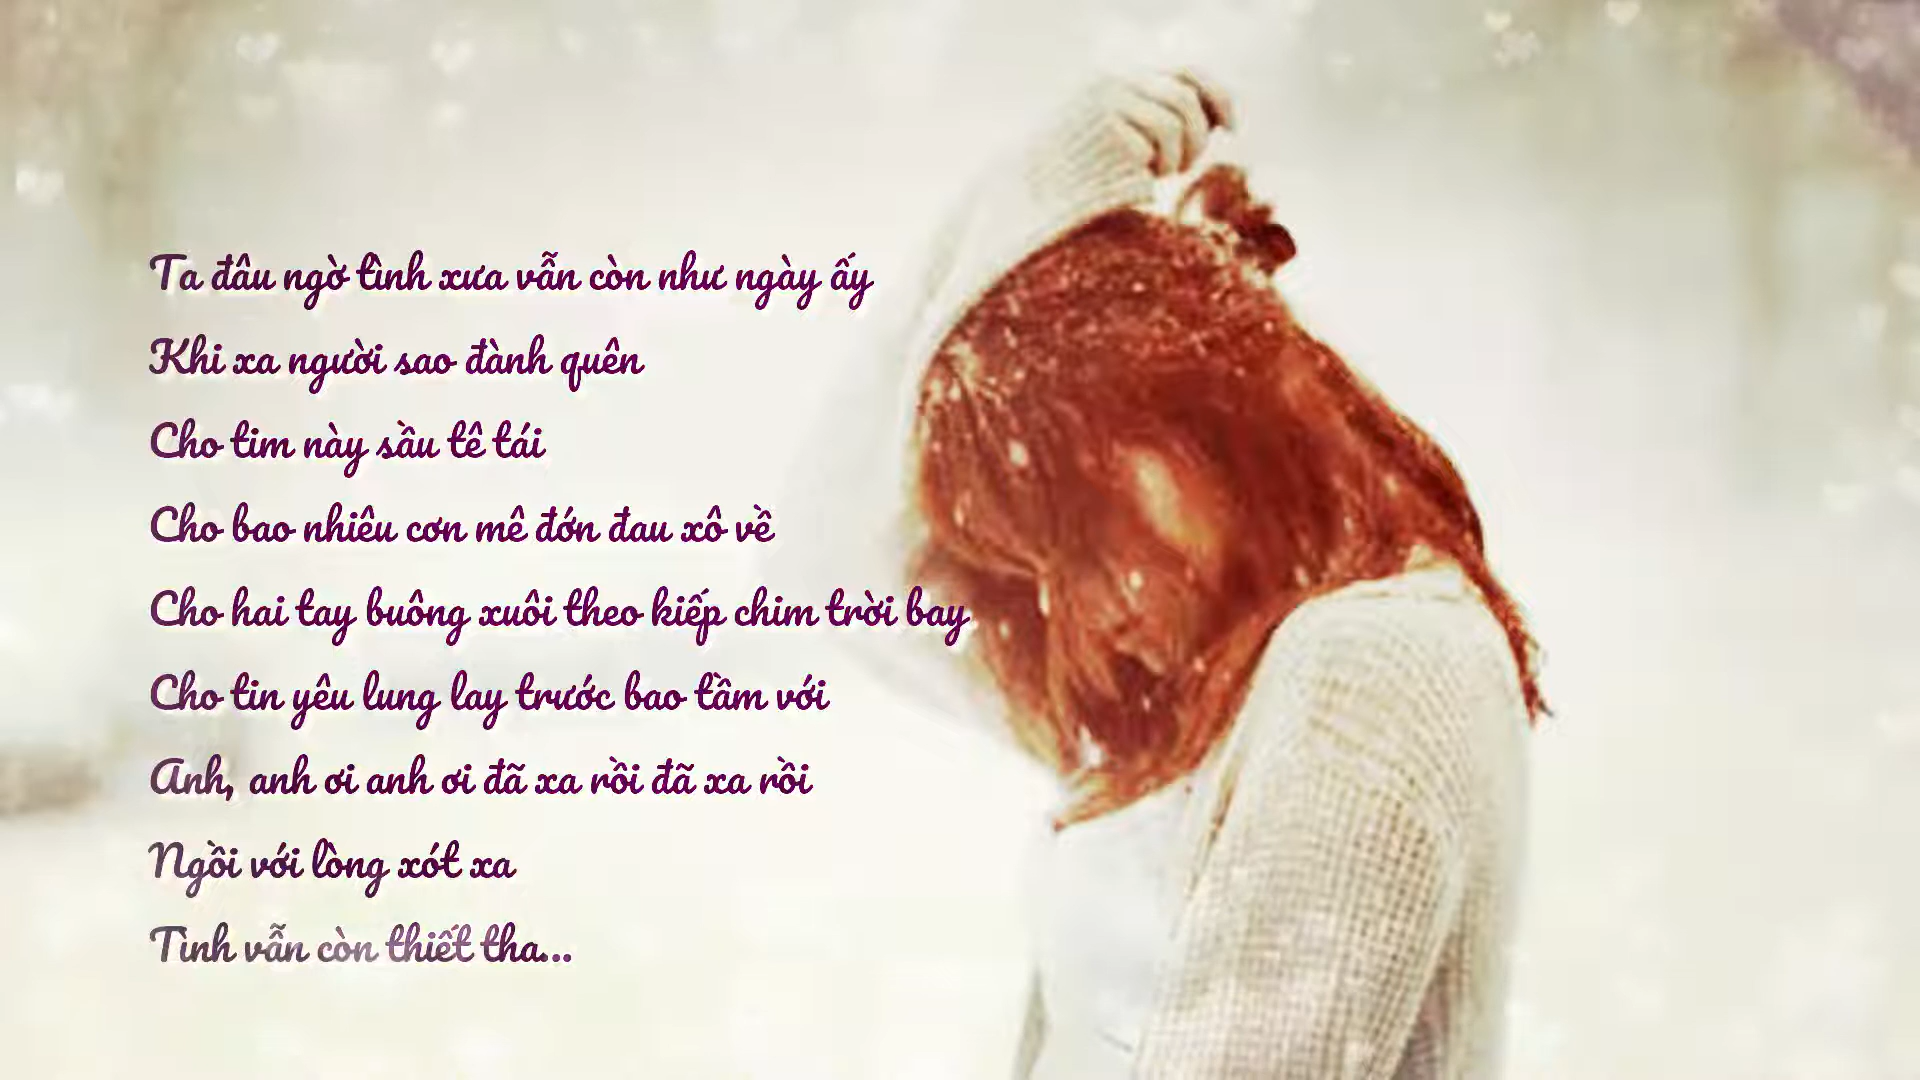 Ta đâu ngờ tình xưa vẫn còn như ngày ấy
Khi xa người sao đành quên
Cho tim này sầu tê tái
Cho bao nhiêu cơn mê đớn đau xô về
Cho hai tay buông xuôi theo kiếp chim trời bay
Cho tin yêu lung lay trước bao tầm với
Anh, anh ơi anh ơi đã xa rồi đã xa rồi
Ngồi với lòng xót xa
Tình vẫn còn thiết tha...